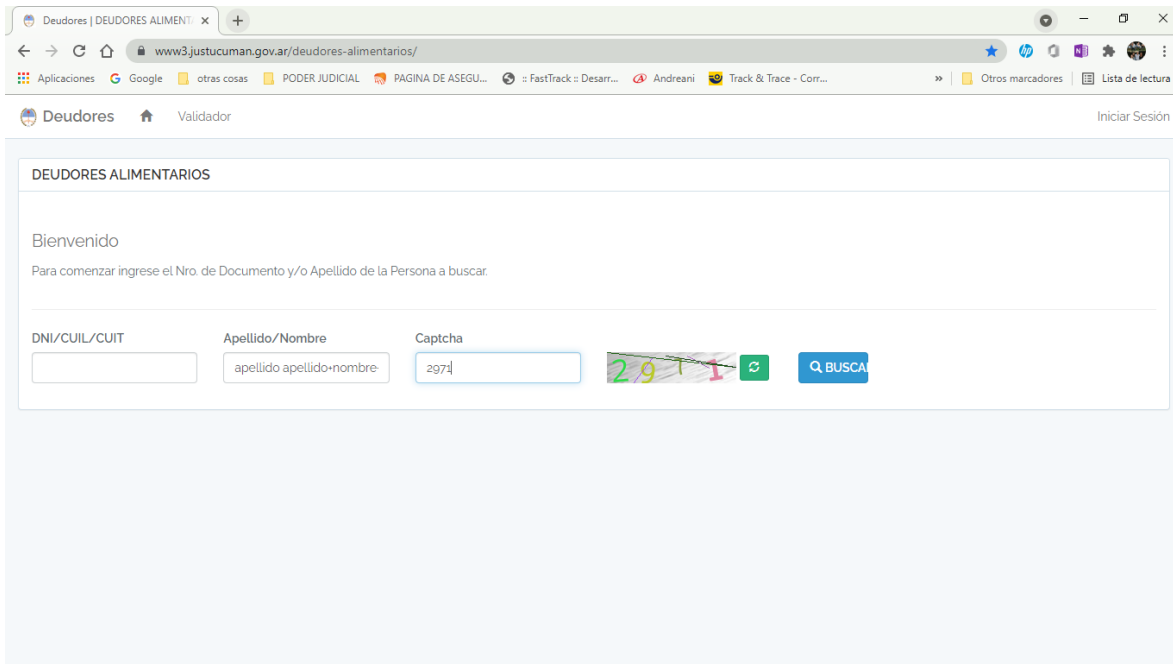 Deudores | DEUDORES ALIMENT
www3.justucuman.gov.ar/deudores-alimentarios/
Aplicaciones Google otras cosas PODER JUDICIAL PAGINA DE ASEGU... :: FastTrack :: Desarr... Andreani Track & Trace - Corr... » Otros marcadores Lista de lectura
Deudores Validador Iniciar Sesión
DEUDORES ALIMENTARIOS
Bienvenido
Para comenzar ingrese el Nro. de Documento y/o Apellido de la Persona a buscar.
DNI/CUIL/CUIT Apellido/Nombre Captcha
apellido apellido+nombre 2971 BUSCA